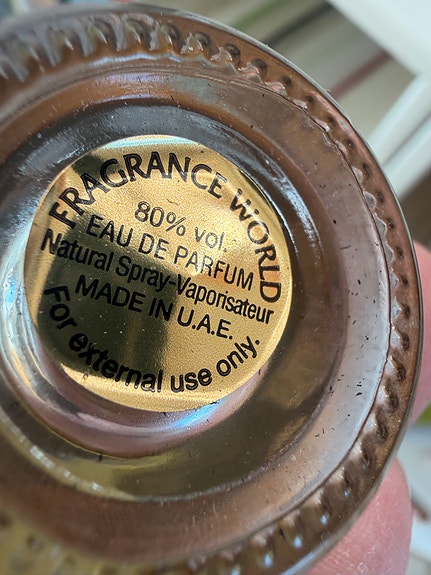 FRAGRANCE WORLD
80% vol.
EAU DE PARFUM
Natural Spray-Vaporisateur
MADE IN U.A.E.
For external use only.